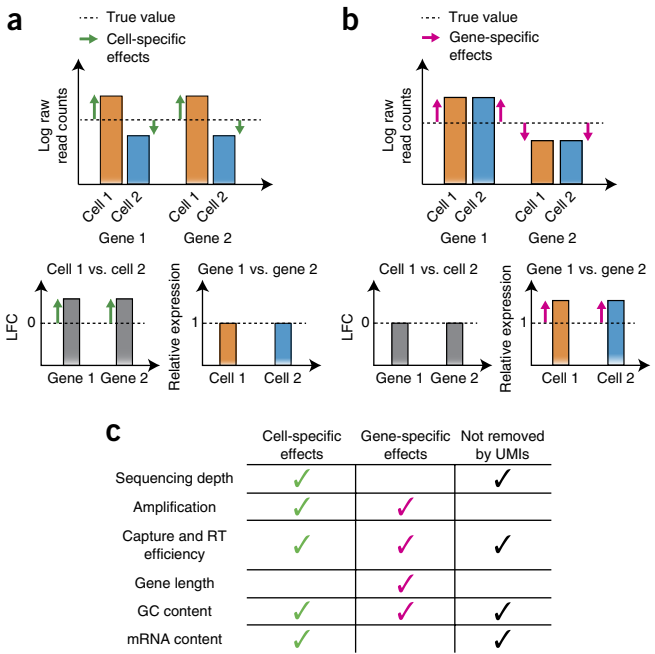 a
True value
Cell-specific
effects
Log raw
read counts
Cell 1
Cell 2
Cell 1
Cell 2
Gene 1
Gene 2
Cell 1 vs. cell 2
LFC
0
Gene 1
Gene 2
Gene 1 vs. gene 2
Relative expression
1
Cell 1
Cell 2
b
True value
Gene-specific
effects
Log raw
read counts
Cell 1
Cell 2
Cell 1
Cell 2
Gene 1
Gene 2
Cell 1 vs. cell 2
LFC
0
Gene 1
Gene 2
Gene 1 vs. gene 2
Relative expression
1
Cell 1
Cell 2
c
Cell-specific
effects
Gene-specific
effects
Not removed
by UMIs
Sequencing depth
✓ ✓
Amplification
✓ ✓
Capture and RT
efficiency
✓ ✓ ✓
Gene length
✓
GC content
✓ ✓ ✓
mRNA content
✓ ✓